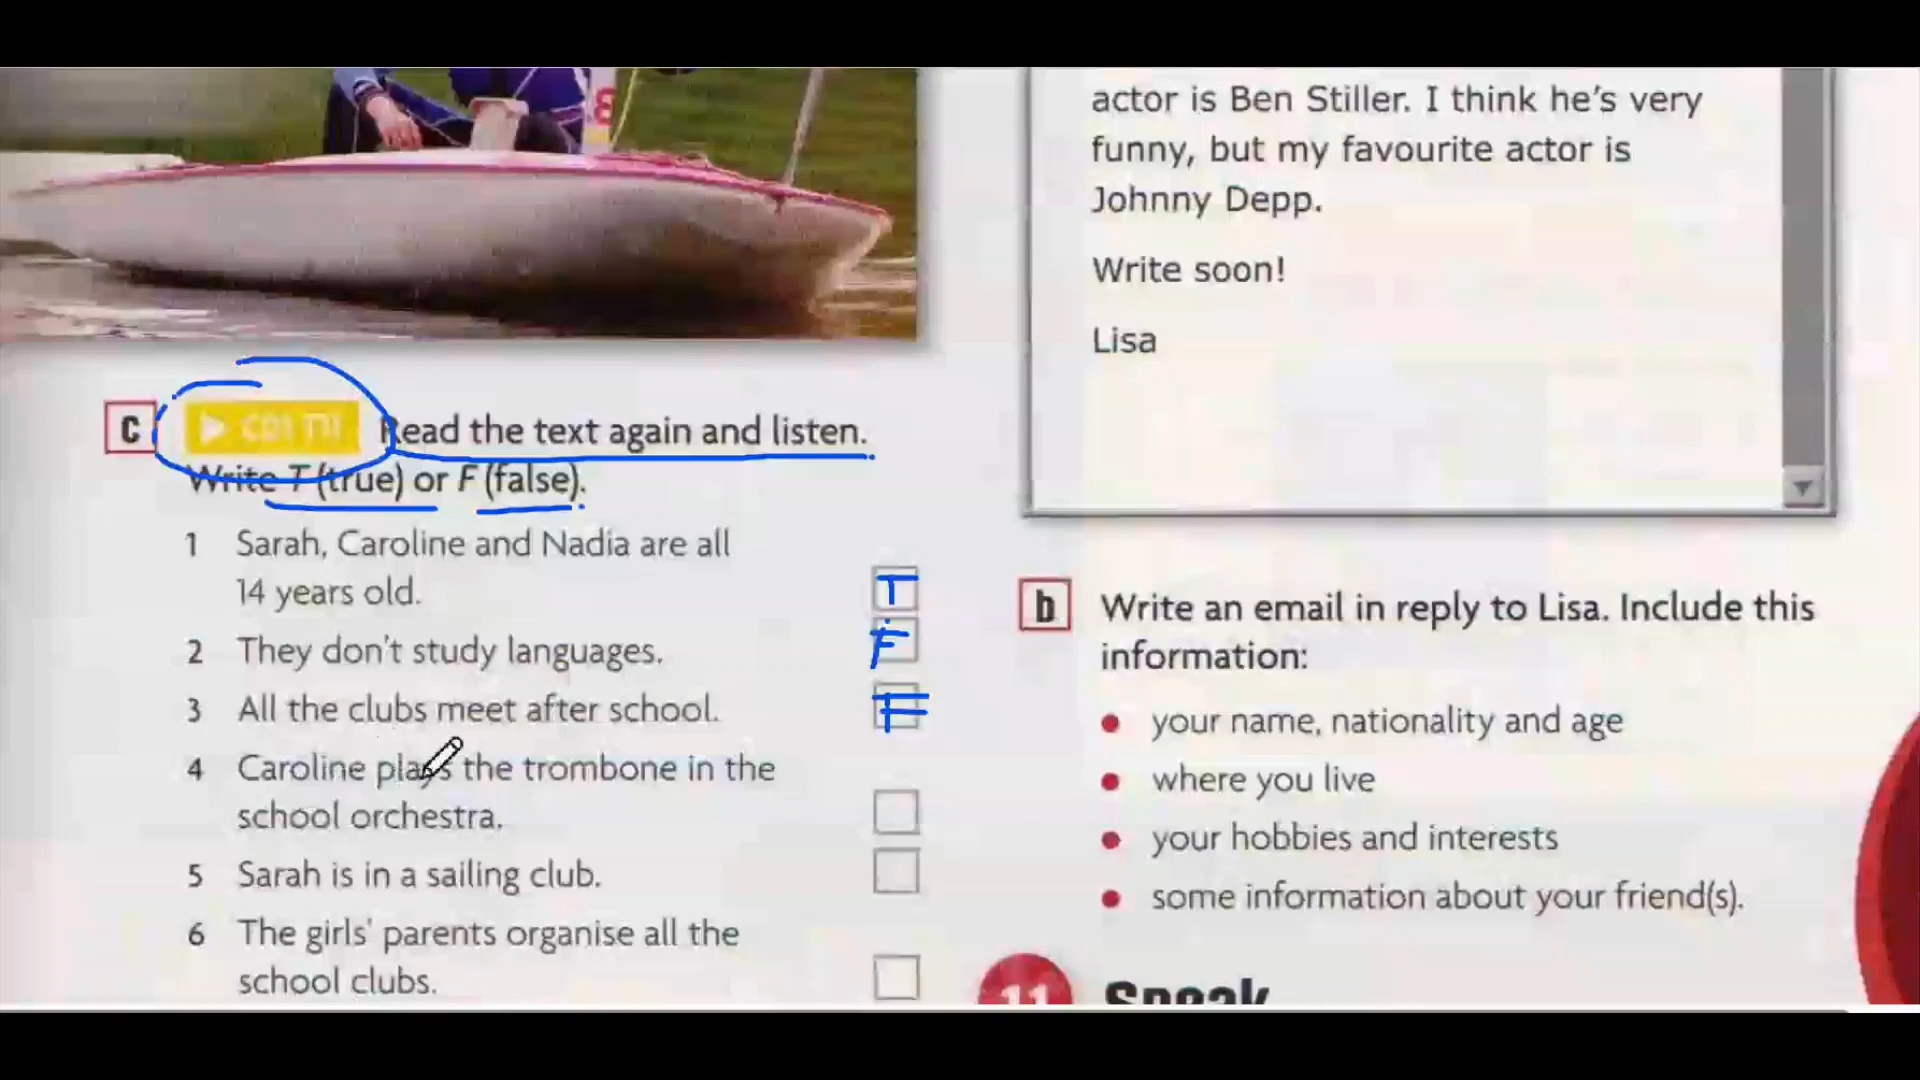 actor is Ben Stiller. I think he's very
funny, but my favourite actor is
Johnny Depp.
Write soon!
Lisa
c Read the text again and listen.
Write T (true) or F (false).
1 Sarah, Caroline and Nadia are all
14 years old. T
2 They don't study languages. F
3 All the clubs meet after school. F
4 Caroline plays the trombone in the
school orchestra.
5 Sarah is in a sailing club.
6 The girls' parents organise all the
school clubs.
b Write an email in reply to Lisa. Include this
information:
• your name, nationality and age
• where you live
• your hobbies and interests
• some information about your friend(s).
11 Speak